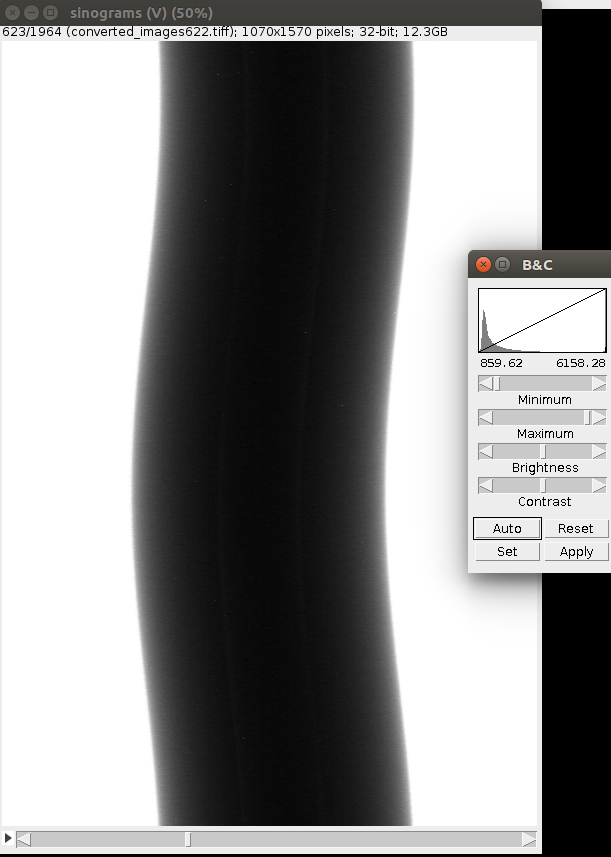 sinograms (V) (50%)
623/1964 (converted_images622.tiff); 1070x1570 pixels; 32-bit; 12.3GB
B&C
859.62 6158.28
Minimum
Maximum
Brightness
Contrast
Auto Reset
Set Apply